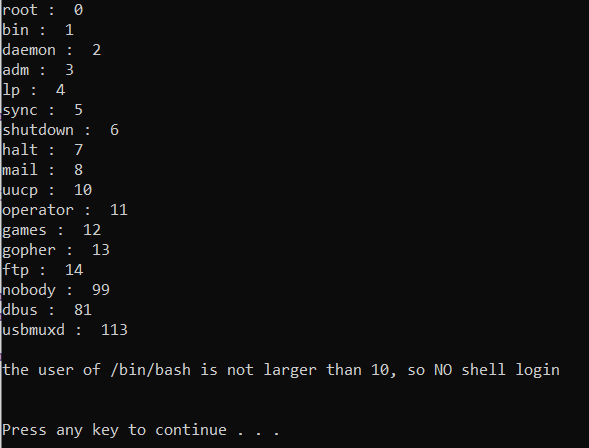 root :  0
bin :  1
daemon :  2
adm :  3
lp :  4
sync :  5
shutdown :  6
halt :  7
mail :  8
uucp :  10
operator :  11
games :  12
gopher :  13
ftp :  14
nobody :  99
dbus :  81
usbmuxd :  113
the user of /bin/bash is not larger than 10, so NO shell login
Press any key to continue . . .